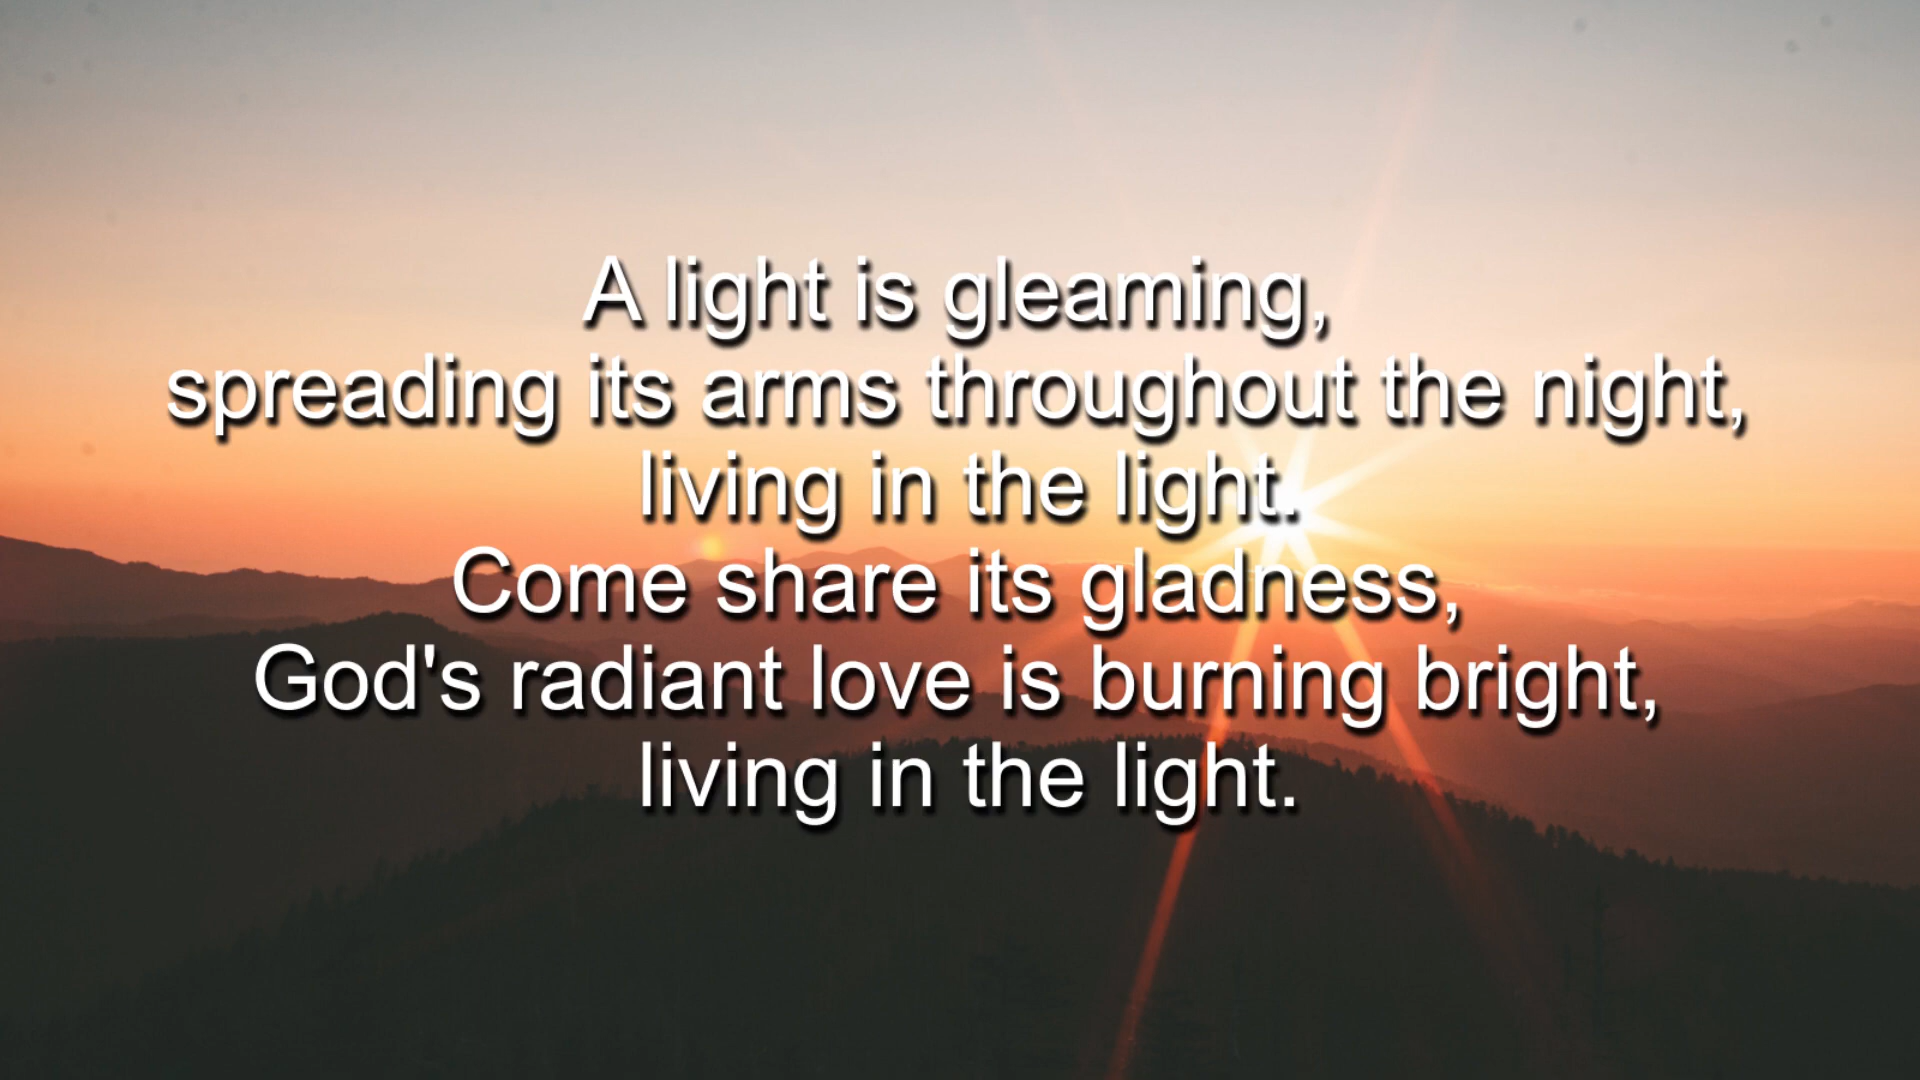 A light is gleaming,
spreading its arms throughout the night,
living in the light.
Come share its gladness,
God's radiant love is burning bright,
living in the light.